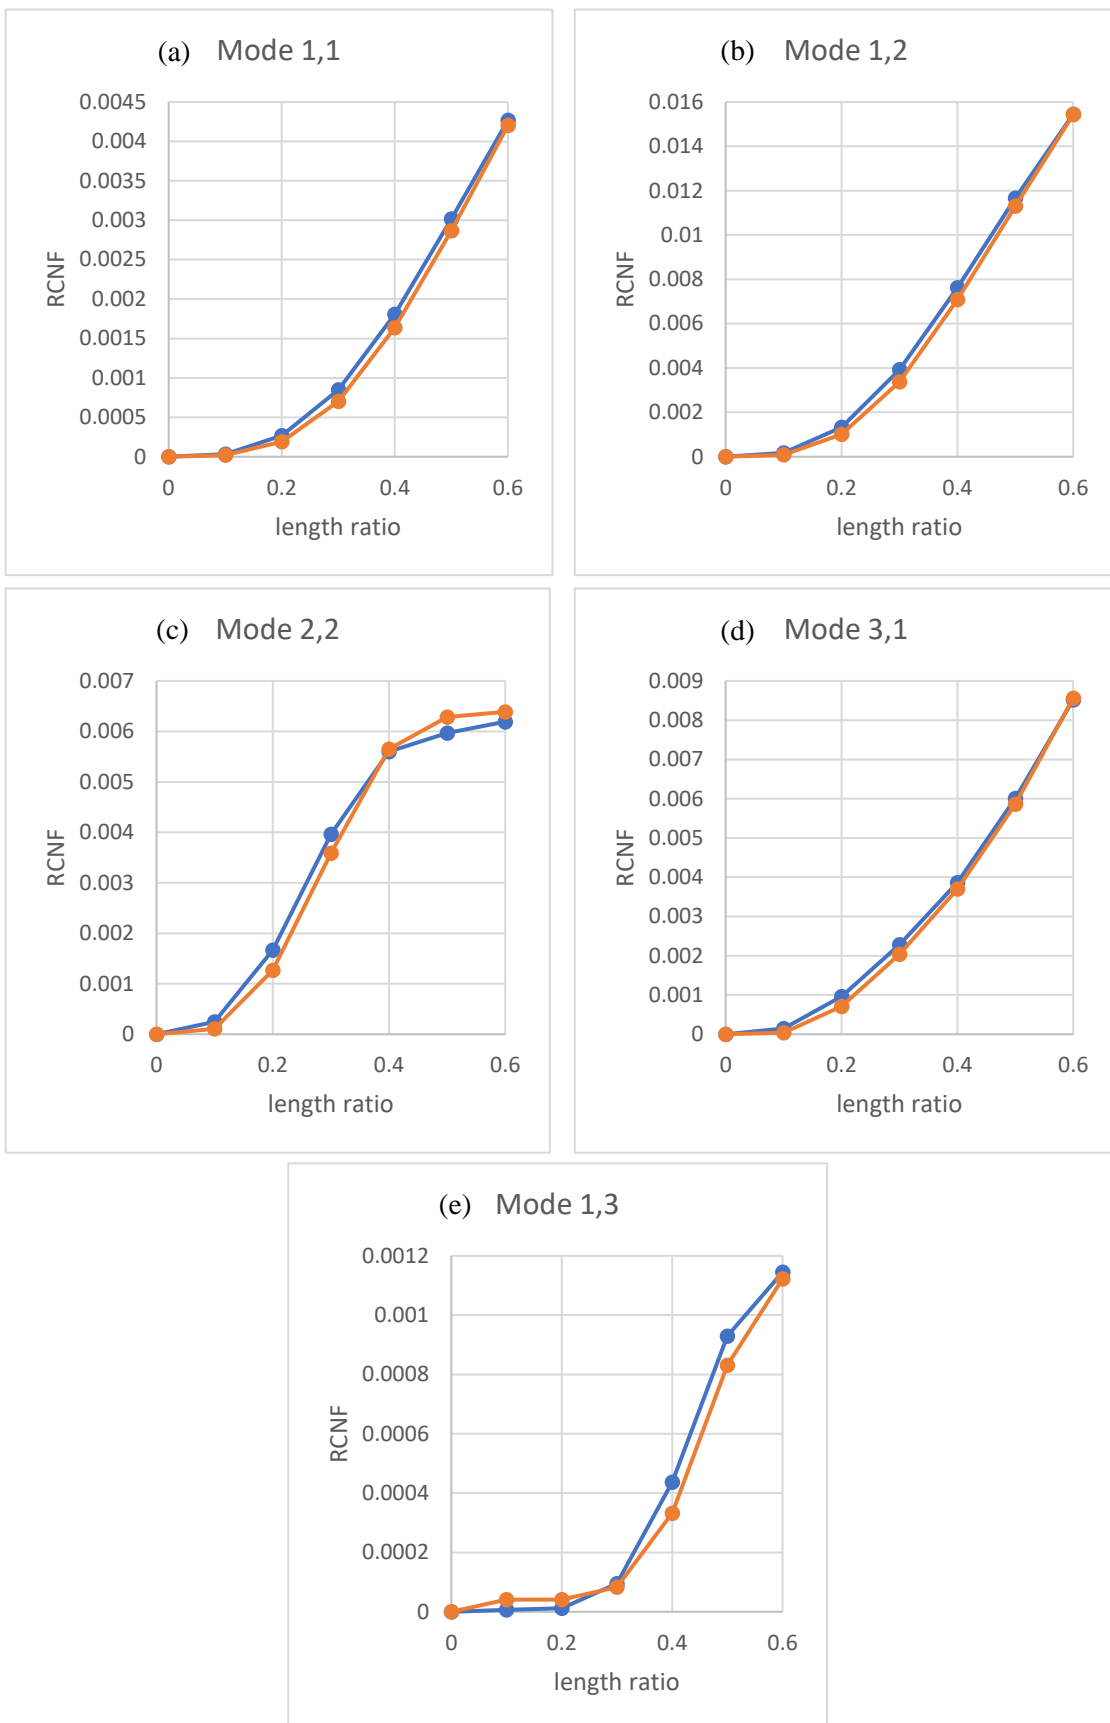 (a) Mode 1,1
0.0045
0.004
0.0035
0.003
0.0025
0.002
0.0015
0.001
0.0005
0
RCNF
0 0.2 0.4 0.6
length ratio
(b) Mode 1,2
0.016
0.014
0.012
0.01
0.008
0.006
0.004
0.002
0
RCNF
0 0.2 0.4 0.6
length ratio
(c) Mode 2,2
0.007
0.006
0.005
0.004
0.003
0.002
0.001
0
RCNF
0 0.2 0.4 0.6
length ratio
(d) Mode 3,1
0.009
0.008
0.007
0.006
0.005
0.004
0.003
0.002
0.001
0
RCNF
0 0.2 0.4 0.6
length ratio
(e) Mode 1,3
0.0012
0.001
0.0008
0.0006
0.0004
0.0002
0
RCNF
0 0.2 0.4 0.6
length ratio